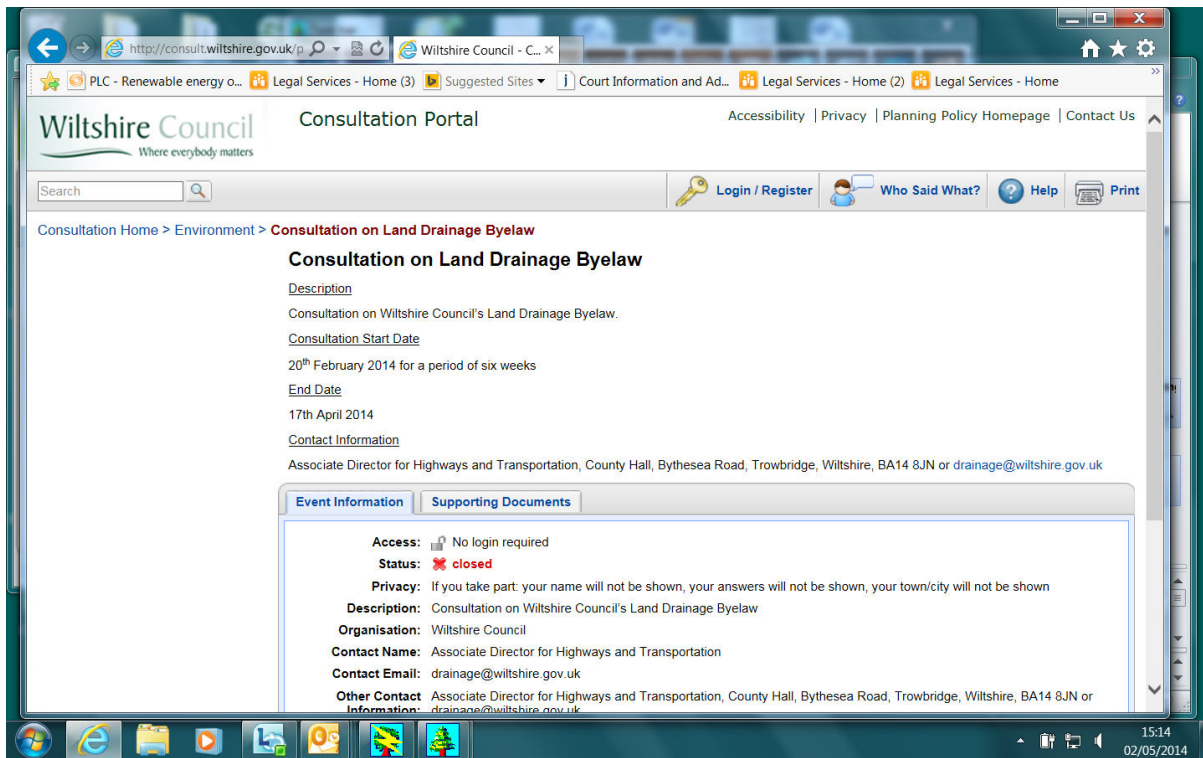 http://consult.wiltshire.gov.uk/p
Wiltshire Council - C...
PLC - Renewable energy o... Legal Services - Home (3) Suggested Sites Court Information and Ad... Legal Services - Home (2) Legal Services - Home
Wiltshire Council
Where everybody matters
Consultation Portal
Accessibility | Privacy | Planning Policy Homepage | Contact Us
Search
Login / Register Who Said What? Help Print
Consultation Home > Environment > Consultation on Land Drainage Byelaw
Consultation on Land Drainage Byelaw
Description
Consultation on Wiltshire Council's Land Drainage Byelaw.
Consultation Start Date
20th February 2014 for a period of six weeks
End Date
17th April 2014
Contact Information
Associate Director for Highways and Transportation, County Hall, Bythesea Road, Trowbridge, Wiltshire, BA14 8JN or drainage@wiltshire.gov.uk
Event Information Supporting Documents
Access: No login required
Status: closed
Privacy: If you take part: your name will not be shown, your answers will not be shown, your town/city will not be shown
Description: Consultation on Wiltshire Council's Land Drainage Byelaw
Organisation: Wiltshire Council
Contact Name: Associate Director for Highways and Transportation
Contact Email: drainage@wiltshire.gov.uk
Other Contact Associate Director for Highways and Transportation, County Hall, Bythesea Road, Trowbridge, Wiltshire, BA14 8JN or
Information: drainage@wiltshire.gov.uk
15:14
02/05/2014